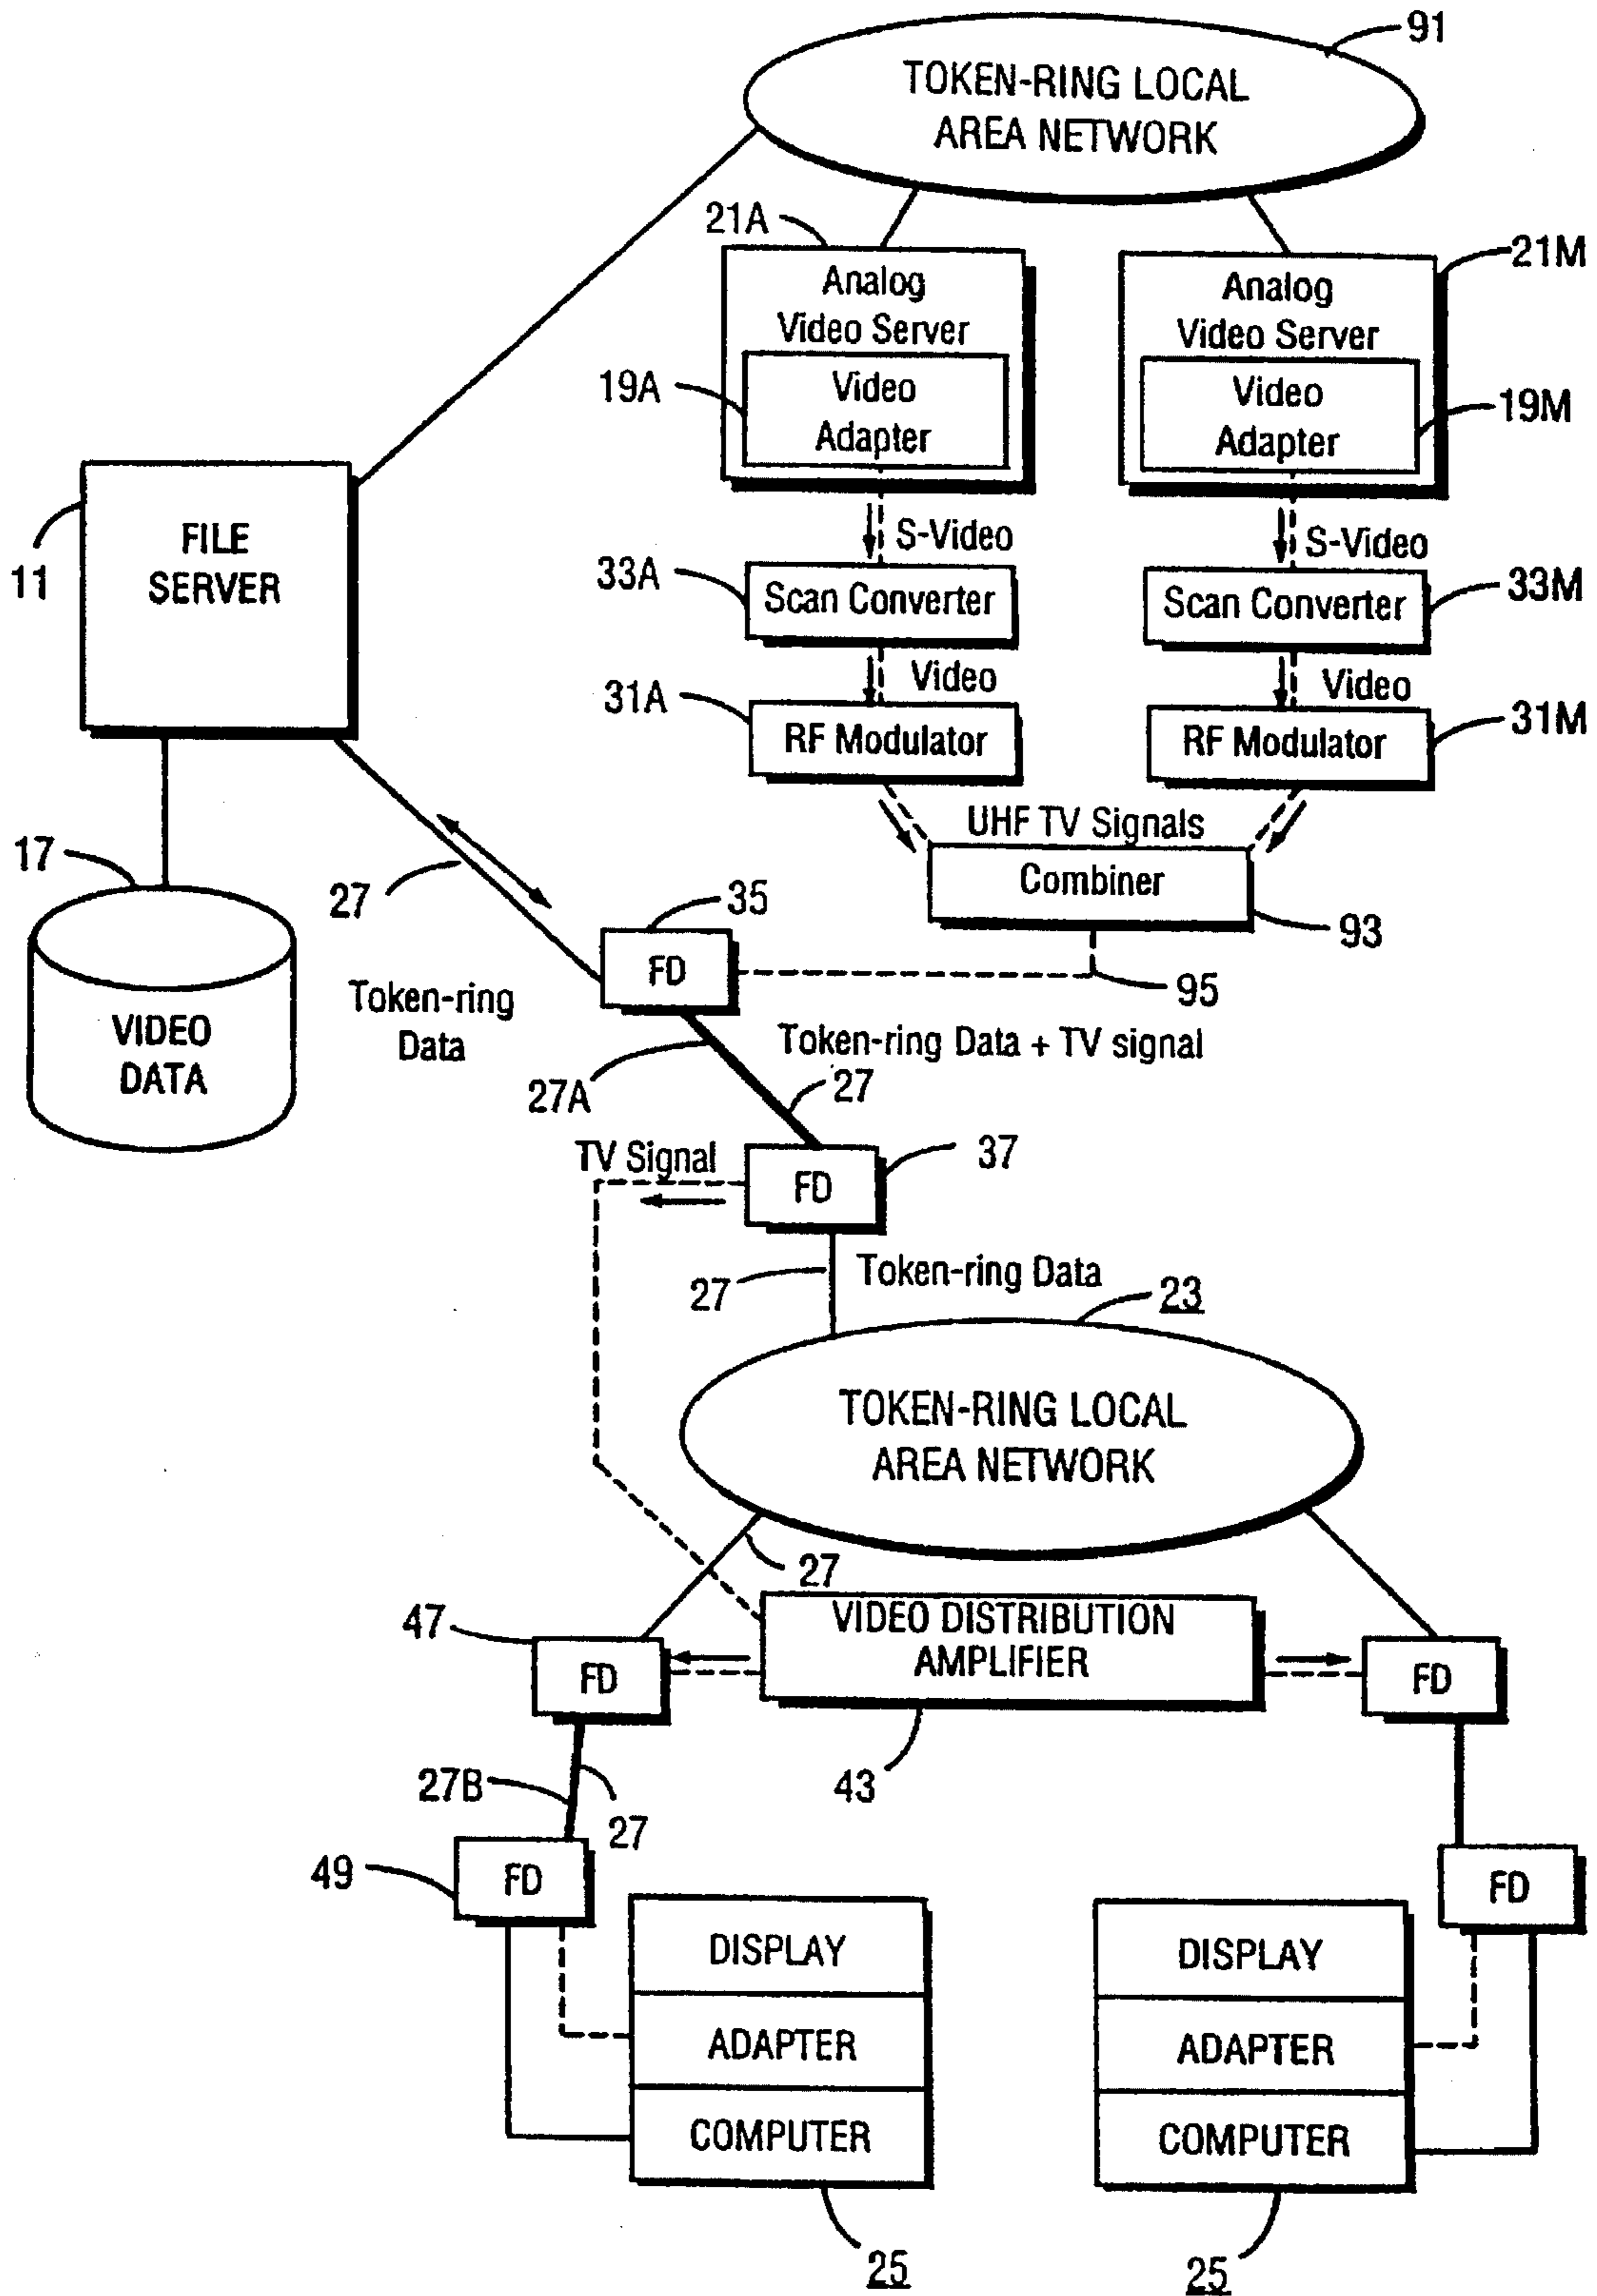 91
TOKEN-RING LOCAL
AREA NETWORK
21A
21M
Analog
Video Server
Analog
Video Server
19A
Video
Adapter
Video
Adapter
19M
FILE
SERVER
11
S-Video
S-Video
33A
Scan Converter
Scan Converter
33M
Video
Video
31A
RF Modulator
RF Modulator
31M
UHF TV Signals
Combiner
93
17
27
35
FD
95
VIDEO
DATA
Token-ring
Data
Token-ring Data + TV signal
27A
27
TV Signal
FD
37
27
Token-ring Data
23
TOKEN-RING LOCAL
AREA NETWORK
27
47
FD
VIDEO DISTRIBUTION
AMPLIFIER
FD
27B
27
43
49
FD
FD
DISPLAY
ADAPTER
COMPUTER
DISPLAY
ADAPTER
COMPUTER
25
25